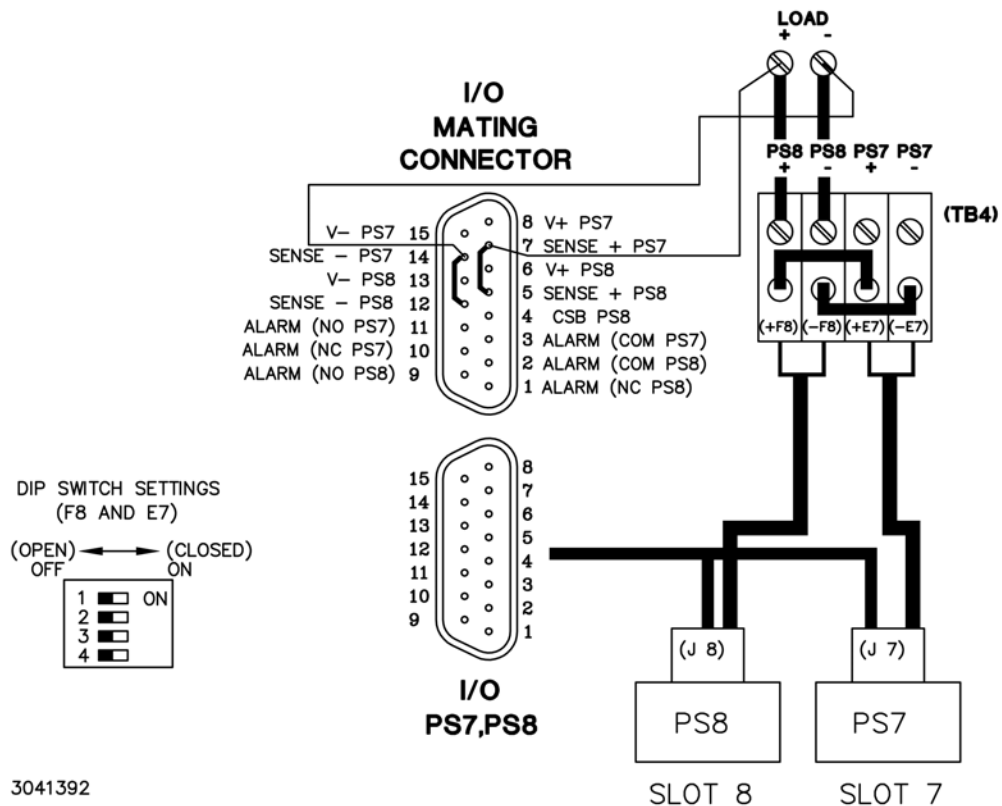 LOAD
+ -
I/O
MATING
CONNECTOR
PS8 PS8 PS7 PS7
+ - + -
(TB4)
V- PS7 15
SENSE - PS7 14
V- PS8 13
SENSE - PS8 12
ALARM (NO PS7) 11
ALARM (NC PS7) 10
ALARM (NO PS8) 9
8 V+ PS7
7 SENSE + PS7
6 V+ PS8
5 SENSE + PS8
4 CSB PS8
3 ALARM (COM PS7)
2 ALARM (COM PS8)
1 ALARM (NC PS8)
(+F8) (-F8) (+E7) (-E7)
DIP SWITCH SETTINGS
(F8 AND E7)
(OPEN) (CLOSED)
OFF ON
1 ON
2
3
4
15
14
13
12
11
10
9
8
7
6
5
4
3
2
1
I/O
PS7,PS8
(J 8)
PS8
SLOT 8
(J 7)
PS7
SLOT 7
3041392